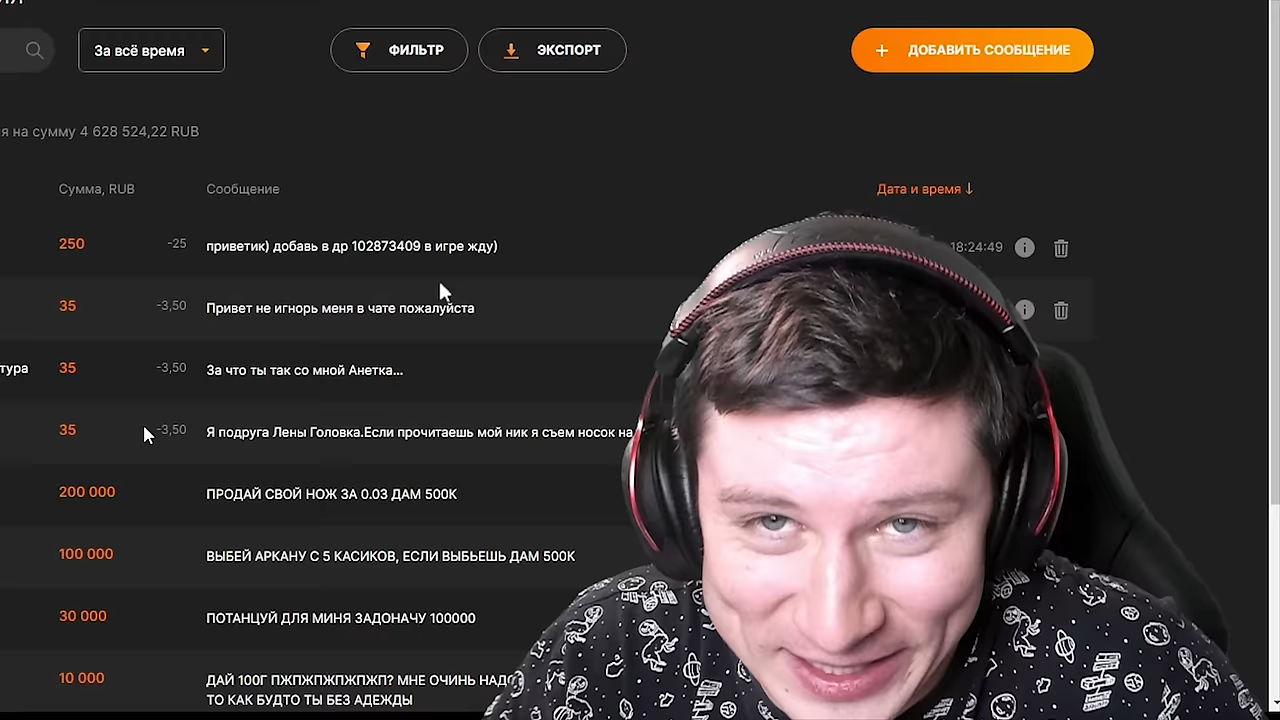 За всё время
ФИЛЬТР
ЭКСПОРТ
+ ДОБАВИТЬ СООБЩЕНИЕ
на сумму 4 628 524,22 RUB
Сумма, RUB
Сообщение
Дата и время ↓
250 -25 приветик) добавь в др 102873409 в игре жду) 18:24:49
35 -3,50 Привет не игнорь меня в чате пожалуйста
35 -3,50 За что ты так со мной Анетка...
35 -3,50 Я подруга Лены Головка.Если прочитаешь мой ник я съем носок на
200 000 ПРОДАЙ СВОЙ НОЖ ЗА 0.03 ДАМ 500К
100 000 ВЫБЕЙ АРКАНУ С 5 КАСИКОВ, ЕСЛИ ВЫБЬЕШЬ ДАМ 500К
30 000 ПОТАНЦУЙ ДЛЯ МИНЯ ЗАДОНАЧУ 100000
10 000 ДАЙ 100Г ПЖПЖПЖПЖПЖП? МНЕ ОЧИНЬ
ТО КАК БУДТО ТЫ БЕЗ АДЕЖДЫ